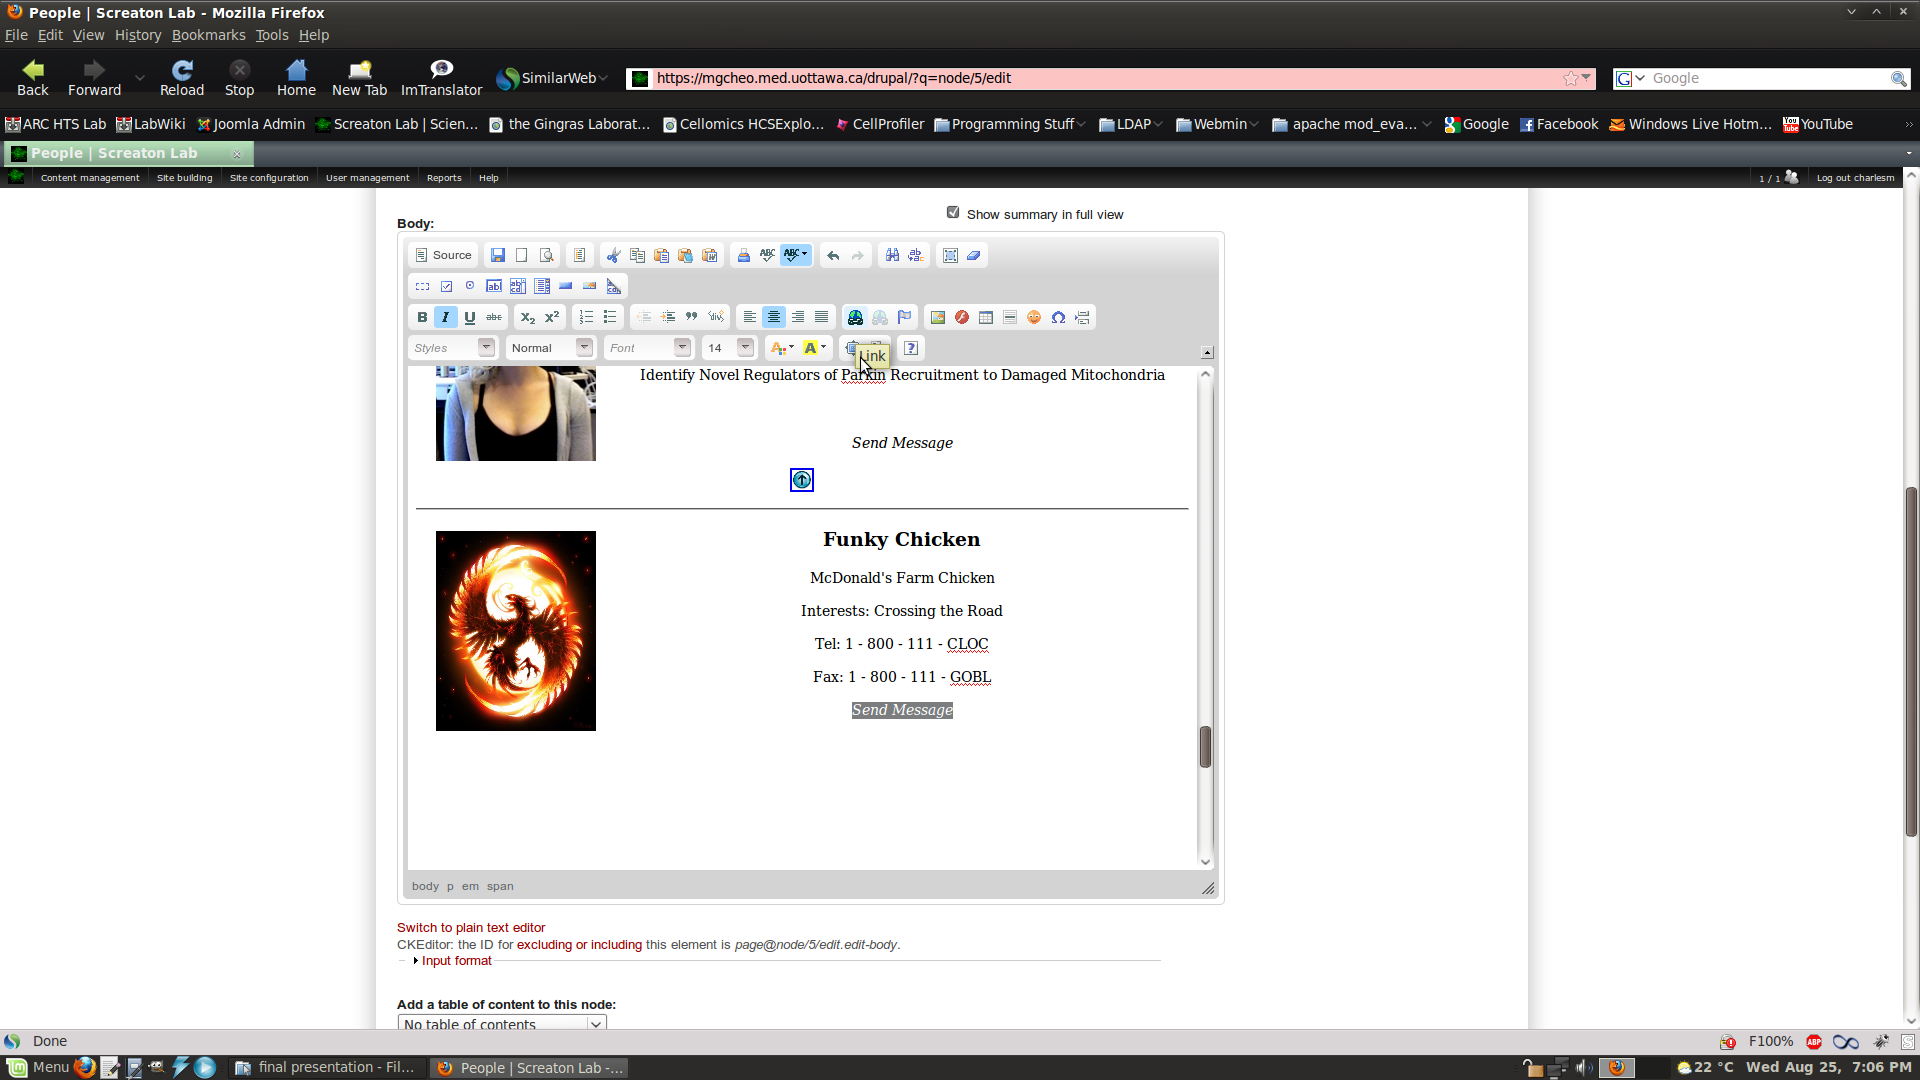 People | Screaton Lab - Mozilla Firefox
File Edit View History Bookmarks Tools Help
Back Forward Reload Stop Home New Tab ImTranslator SimilarWeb https://mgcheo.med.uottawa.ca/drupal/?q=node/5/edit Google
ARC HTS Lab LabWiki Joomla Admin Screaton Lab | Scien... the Gingras Laborat... Cellomics HCSExplo... CellProfiler Programming Stuff LDAP Webmin apache mod_eva... Google Facebook Windows Live Hotm... YouTube
People | Screaton Lab
Content management Site building Site configuration User management Reports Help 1 / 1 Log out charlesm
Show summary in full view
Body:
Source
B I U abc X₂ X²
Styles Normal Font 14
Link
Identify Novel Regulators of Parkin Recruitment to Damaged Mitochondria
Send Message
Funky Chicken
McDonald's Farm Chicken
Interests: Crossing the Road
Tel: 1 - 800 - 111 - CLOC
Fax: 1 - 800 - 111 - GOBL
Send Message
body p em span
Switch to plain text editor
CKEditor: the ID for excluding or including this element is page@node/5/edit.edit-body.
Input format
Add a table of content to this node:
No table of contents
Done F100% ABP
Menu final presentation - Fil... People | Screaton Lab -... 22 °C Wed Aug 25, 7:06 PM